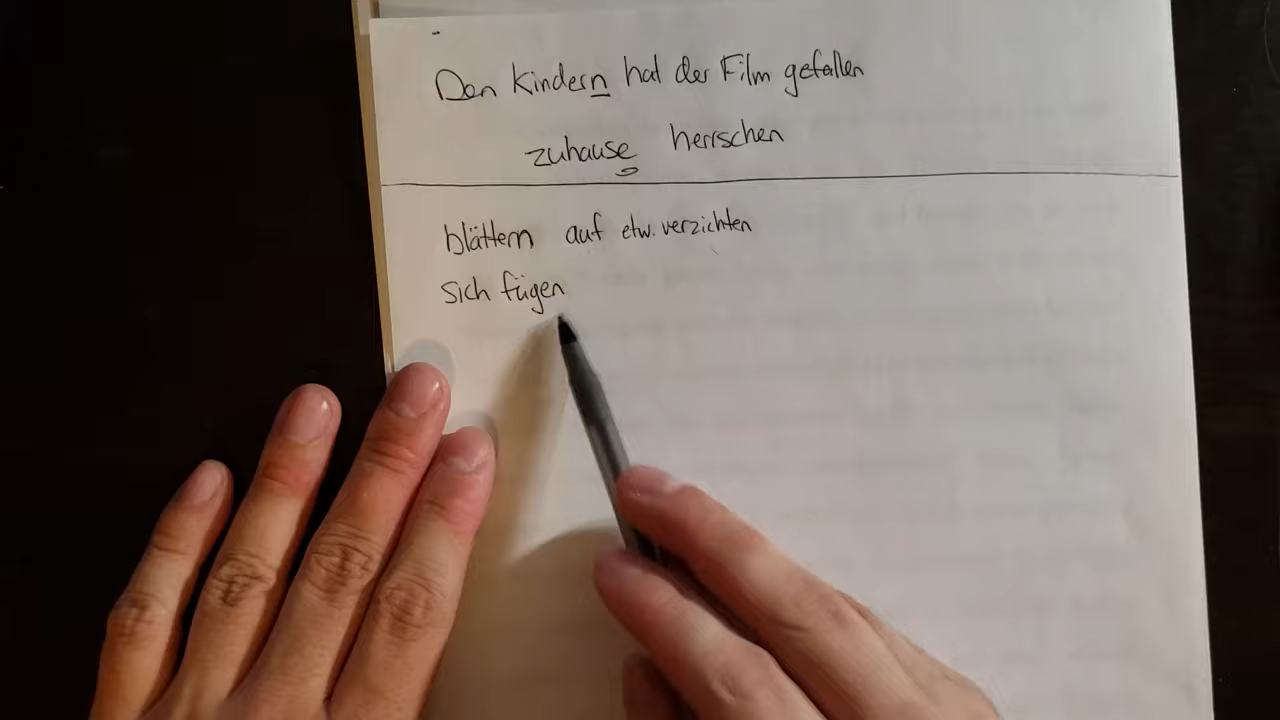 Den Kindern hat der Film gefallen
zuhause herrschen
blättern auf etw. verzichten
sich fügen